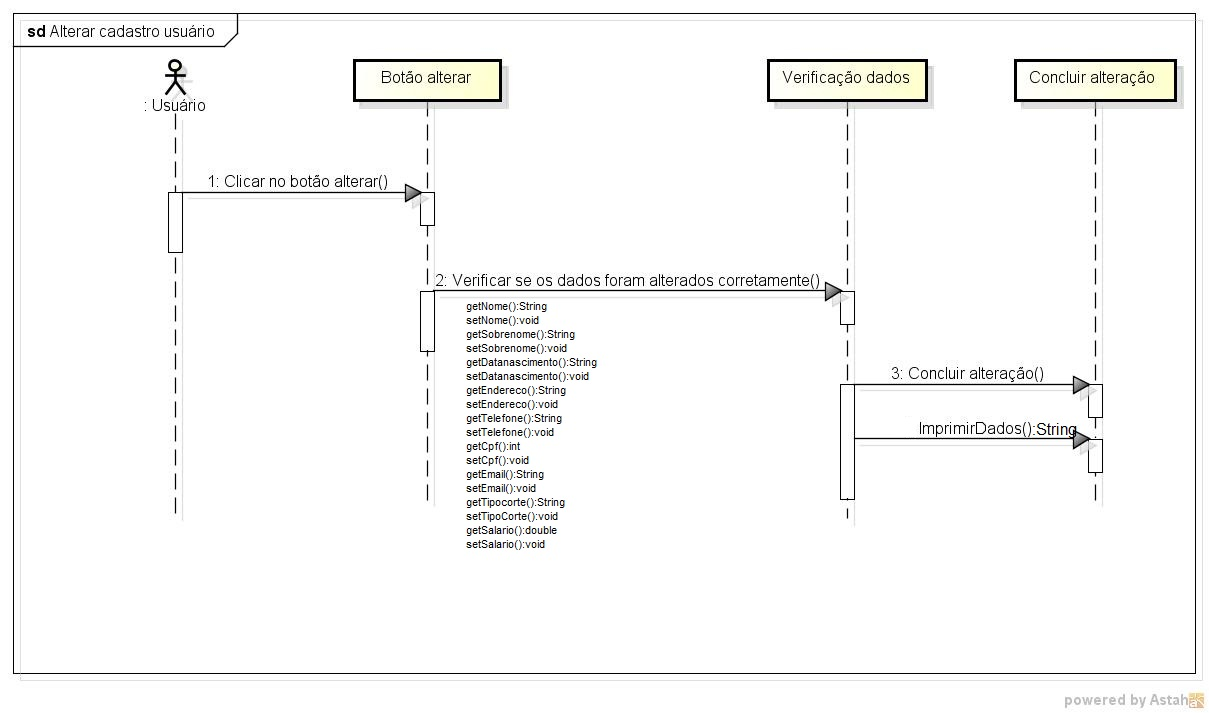 sd Alterar cadastro usuário
: Usuário
Botão alterar
Verificação dados
Concluir alteração
1: Clicar no botão alterar()
2: Verificar se os dados foram alterados corretamente()
getNome():String
setNome():void
getSobrenome():String
setSobrenome():void
getDatanascimento():String
setDatanascimento():void
getEndereco():String
setEndereco():void
getTelefone():String
setTelefone():void
getCpf():int
setCpf():void
getEmail():String
setEmail():void
getTipocorte():String
setTipoCorte():void
getSalario():double
setSalario():void
3: Concluir alteração()
ImprimirDados():String
powered by Astah